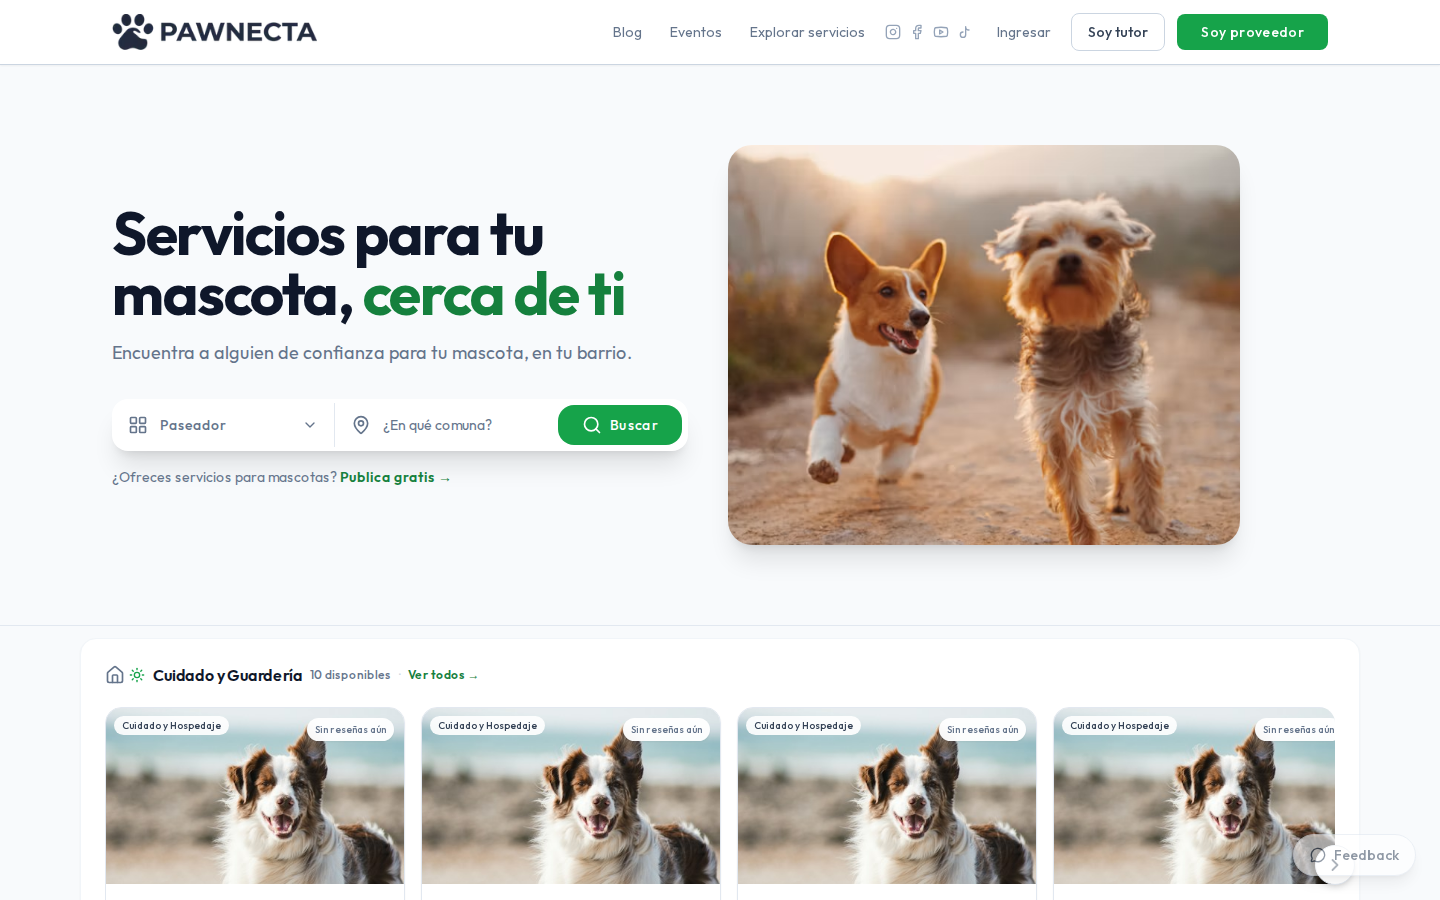 PAWNECTA
Blog
Eventos
Explorar servicios
Ingresar
Soy tutor
Soy proveedor
Servicios para tu
mascota, cerca de ti
Encuentra a alguien de confianza para tu mascota, en tu barrio.
Paseador
¿En qué comuna?
Buscar
¿Ofreces servicios para mascotas? Publica gratis →
Cuidado y Guardería 10 disponibles · Ver todos →
Cuidado y Hospedaje
Sin reseñas aún
Cuidado y Hospedaje
Sin reseñas aún
Cuidado y Hospedaje
Sin reseñas aún
Cuidado y Hospedaje
Sin reseñas aún
Feedback